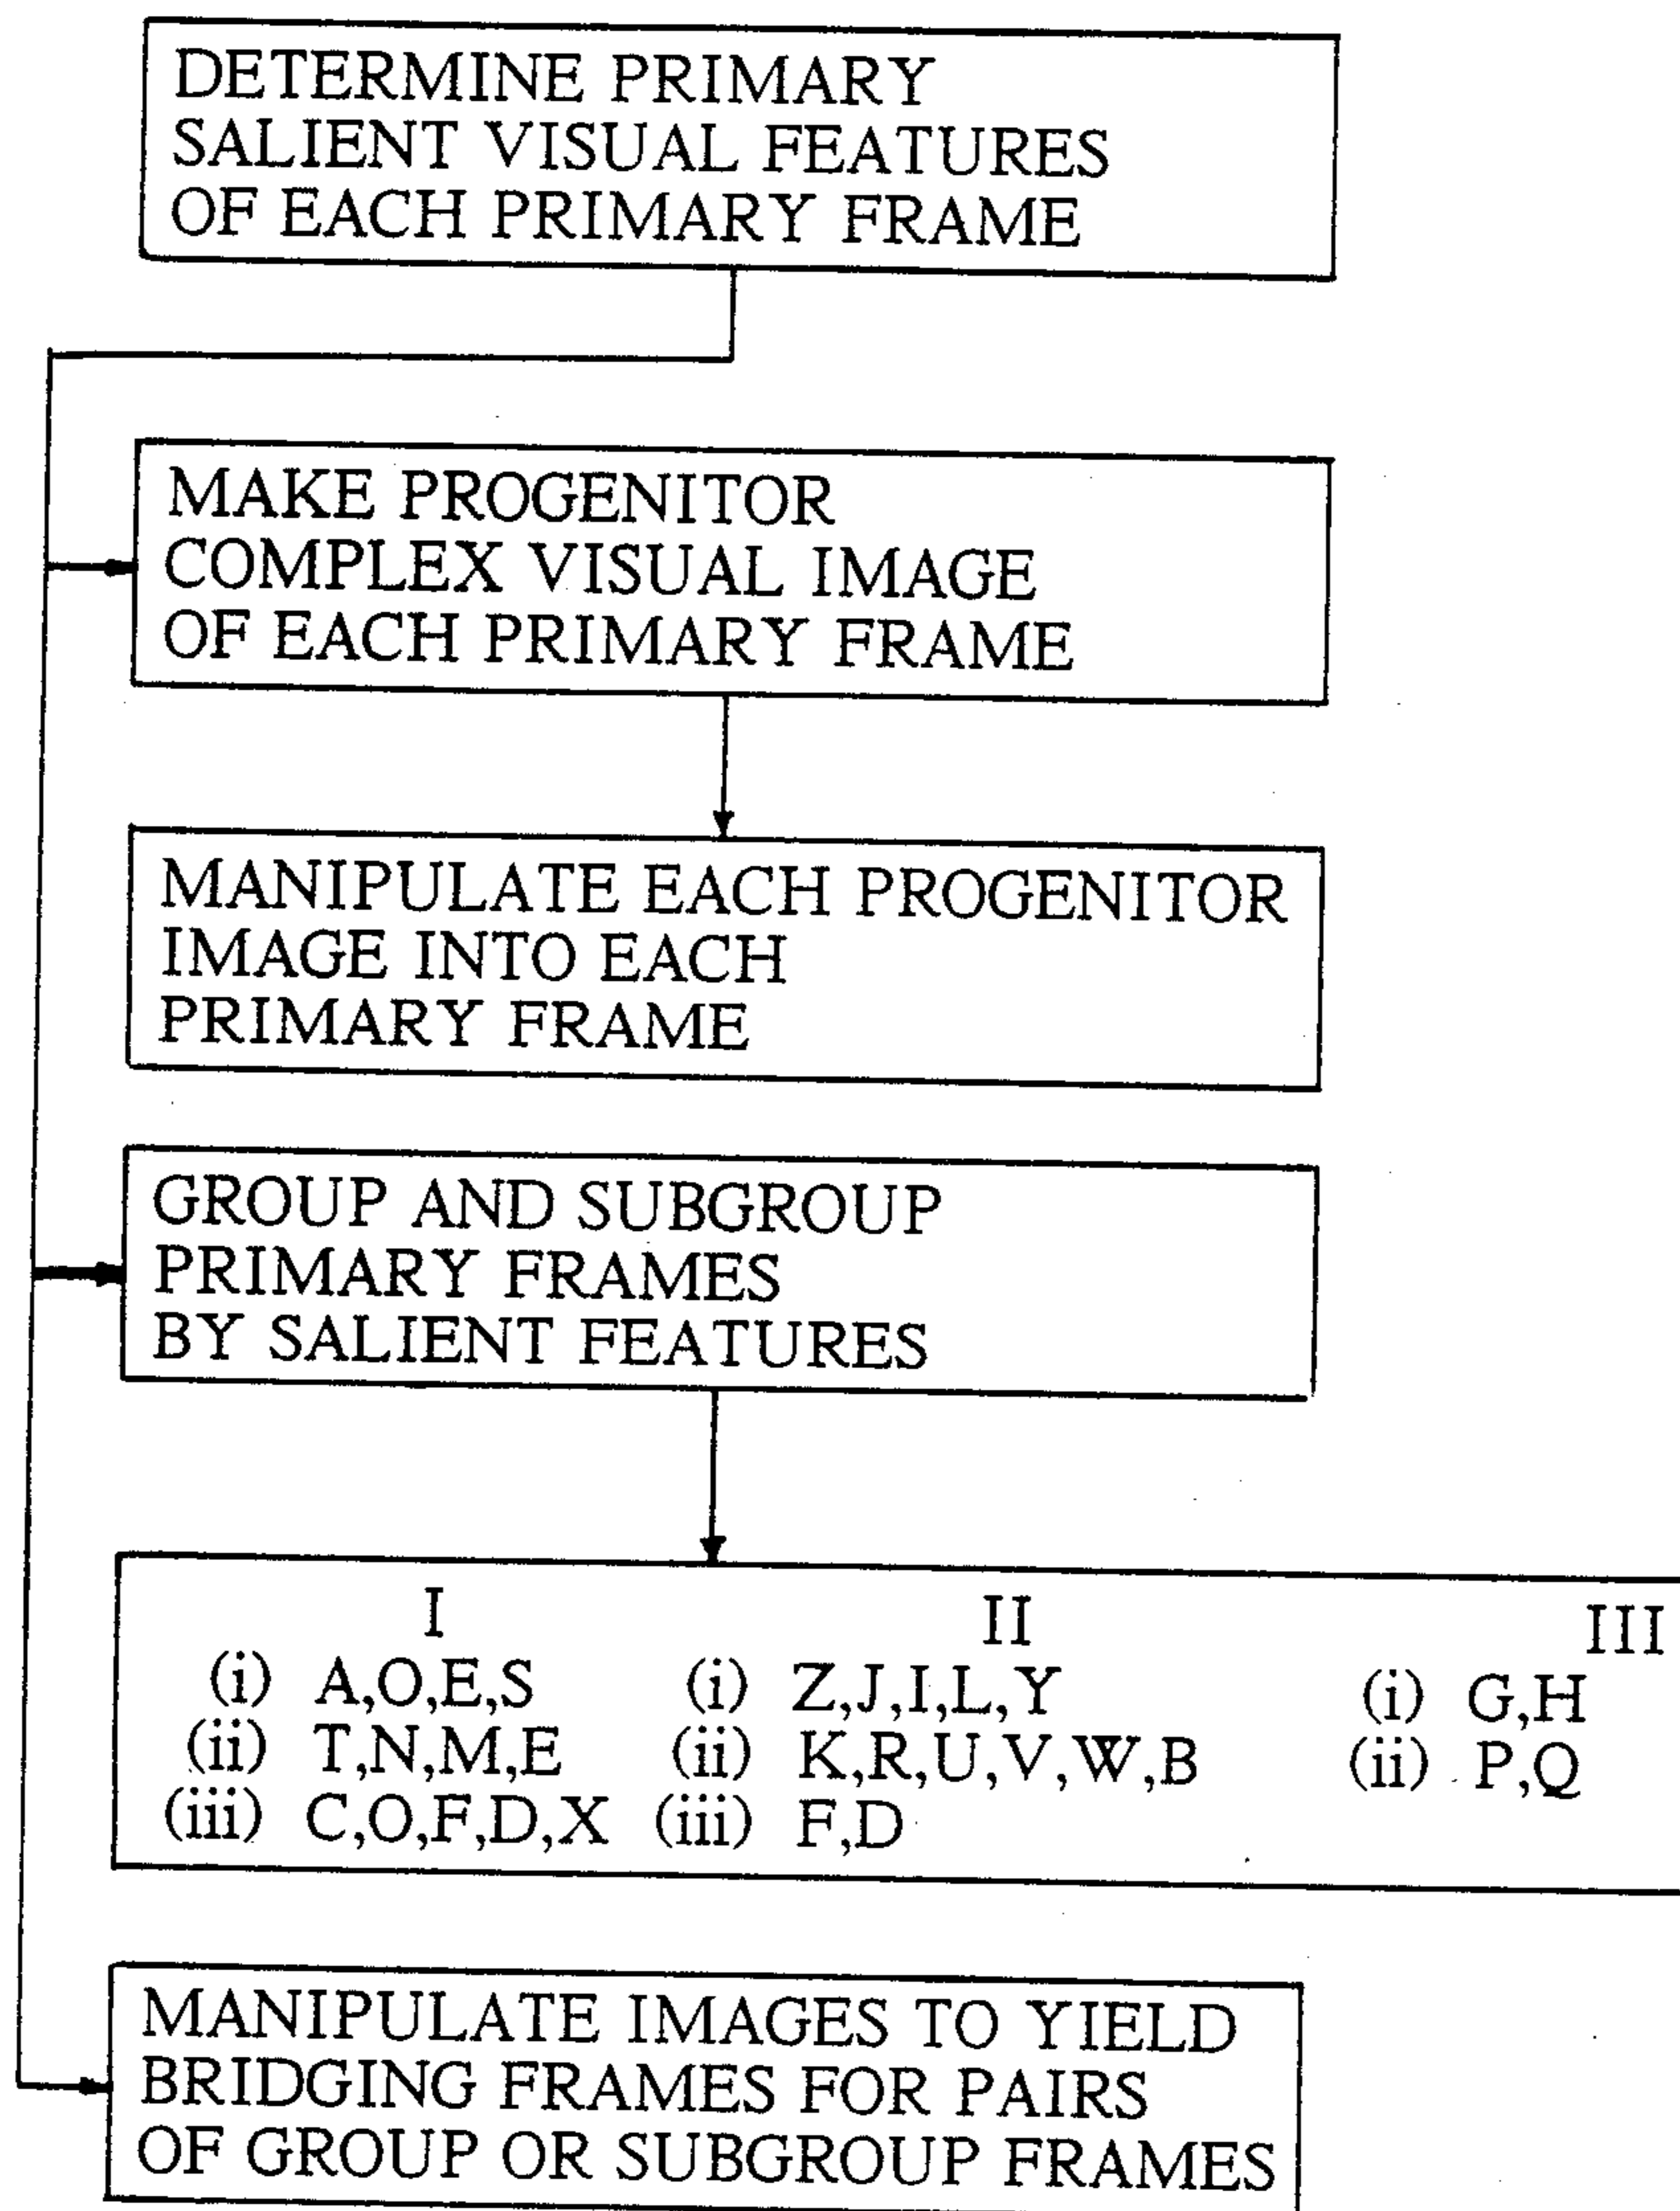 DETERMINE PRIMARY
SALIENT VISUAL FEATURES
OF EACH PRIMARY FRAME
MAKE PROGENITOR
COMPLEX VISUAL IMAGE
OF EACH PRIMARY FRAME
MANIPULATE EACH PROGENITOR
IMAGE INTO EACH
PRIMARY FRAME
GROUP AND SUBGROUP
PRIMARY FRAMES
BY SALIENT FEATURES
I II III
(i) A,O,E,S (i) Z,J,I,L,Y (i) G,H
(ii) T,N,M,E (ii) K,R,U,V,W,B (ii) P,Q
(iii) C,O,F,D,X (iii) F,D
MANIPULATE IMAGES TO YIELD
BRIDGING FRAMES FOR PAIRS
OF GROUP OR SUBGROUP FRAMES